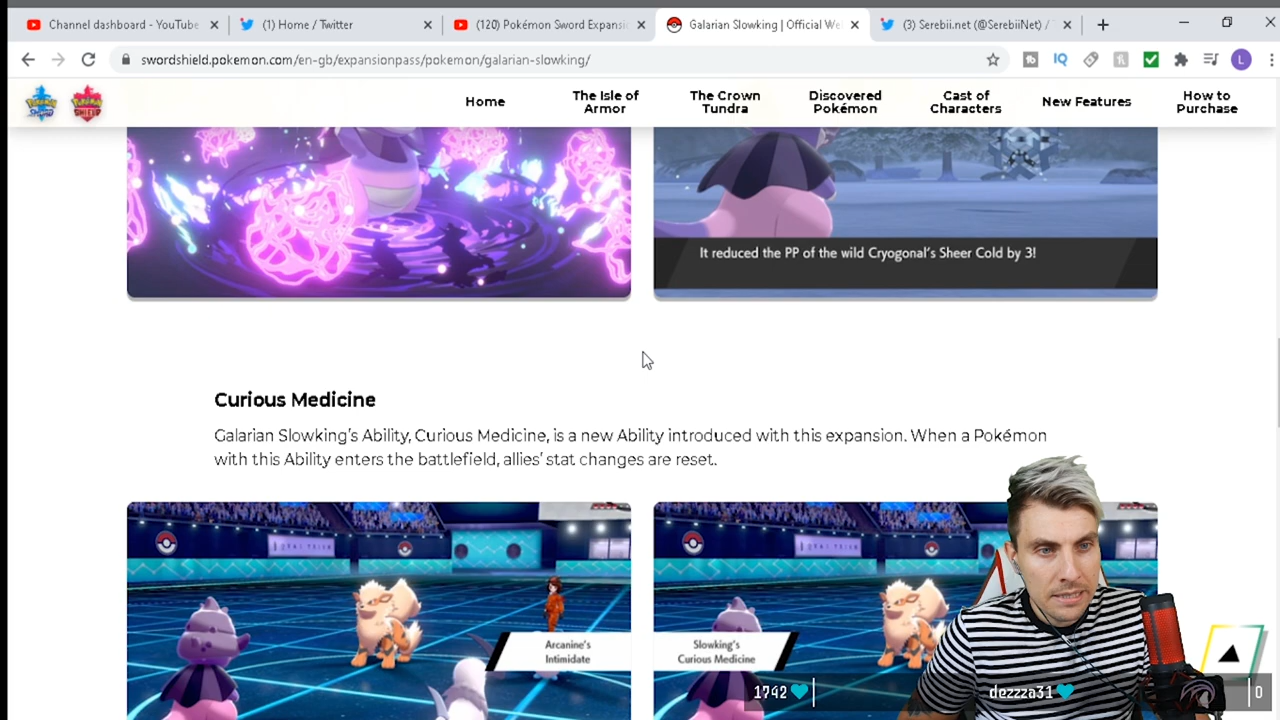 Channel dashboard - YouTube
(1) Home / Twitter
(120) Pokémon Sword Expansi
Galarian Slowking | Official We
(3) Serebii.net (@SerebiiNet) /
swordshield.pokemon.com/en-gb/expansionpass/pokemon/galarian-slowking/
IQ
L
Home
The Isle of
Armor
The Crown
Tundra
Discovered
Pokémon
Cast of
Characters
New Features
How to
Purchase
It reduced the PP of the wild Cryogonal's Sheer Cold by 3!
Curious Medicine
Galarian Slowking's Ability, Curious Medicine, is a new Ability introduced with this expansion. When a Pokémon
with this Ability enters the battlefield, allies' stat changes are reset.
Arcanine's
Intimidate
Slowking's
Curious Medicine
1742
dezzza31
0